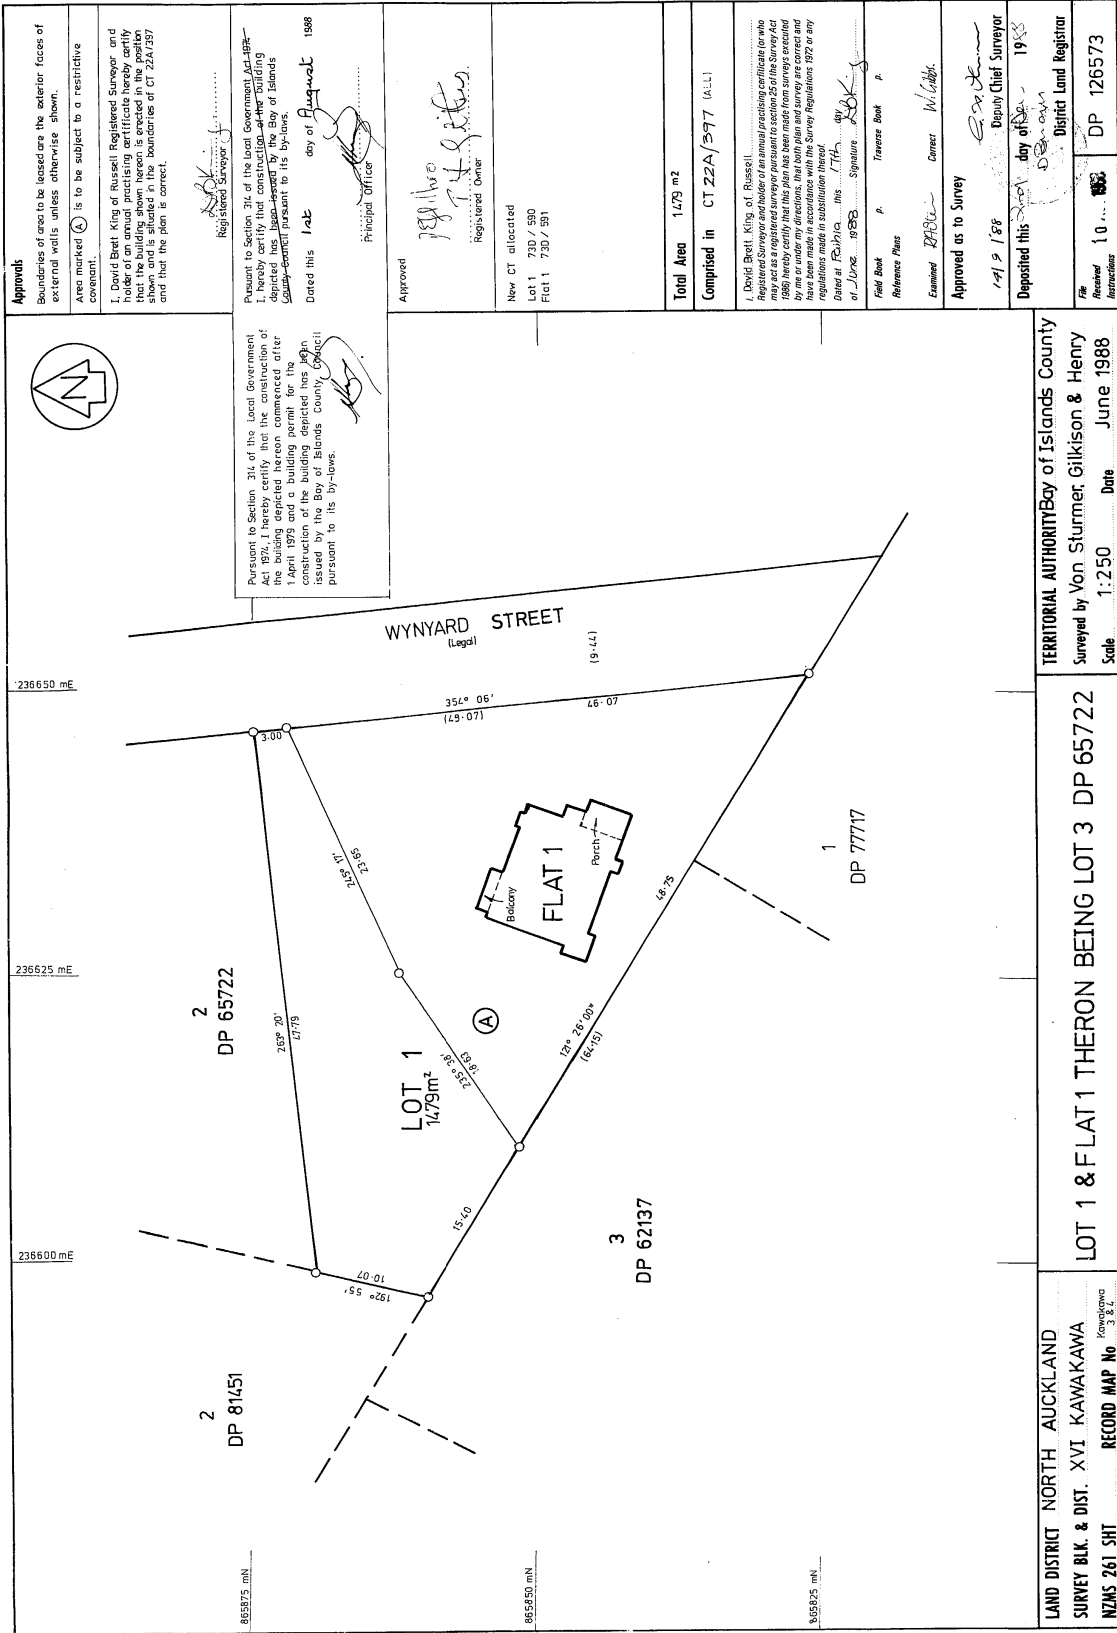 Approvals
Boundaries of area to be leased are the exterior faces of
external walls unless otherwise shown.
Area marked (A) is to be subject to a restrictive
covenant.
I, David Brett King of Russell Registered Surveyor and
holder of an annual practising certificate hereby certify
that the building shown hereon is erected in the position
shown and is situated in the boundaries of CT 22A/397
and that the plan is correct.
Registered Surveyor
Pursuant to Section 314 of the local Government Act 1974
I, hereby certify that construction of the building
depicted has been issued by the Bay of Islands
County Council pursuant to its by-laws.
Dated this 1st day of August 1988
Principal Officer
Approved
Registered Owner
New CT allocated
Lot 1 73D / 590
Flat 1 73D / 591
Total Area 1479 m2
Comprised in CT 22A/397 (ALL)
I, David Brett King of Russell
Registered Surveyor and holder of an annual practising certificate (or who
may act as a registered surveyor pursuant to section 25 of the Survey Act
1986) hereby certify that this plan has been made from surveys executed
by me or under my directions, that both plan and survey are correct and
have been made in accordance with the Survey Regulations 1972 or any
regulations made in substitution thereof.
Dated at Paihia this 17th day
of June 1988 Signature DBKing
Field Book p. Traverse Book p.
Reference Plans
Examined Correct W. Gibbs.
Approved as to Survey
14/9/'88 Deputy Chief Surveyor
Deposited this 2nd day of Dec 1988
District Land Registrar
File
Received
Instructions
DP 126573
N
Pursuant to Section 314 of the Local Government
Act 1974, I hereby certify that the construction of
the building depicted hereon commenced after
1 April 1979 and a building permit for the
construction of the building depicted has been
issued by the Bay of Islands County Council
pursuant to its by-laws.
236650 mE
236625 mE
236600 mE
865875 mN
865850 mN
865825 mN
WYNYARD STREET
(Legal)
(9·44)
354° 06'
(49·07)
46·07
3·00
245° 17'
23·65
263° 20'
47·79
2
DP 65722
LOT 1
1479m²
235° 38'
18·63
(A)
Balcony
FLAT 1
Porch
48·75
121° 26' 00"
(64·15)
15·40
192° 55'
10·07
1
DP 77717
3
DP 62137
2
DP 81451
LAND DISTRICT NORTH AUCKLAND
SURVEY BLK. & DIST. XVI KAWAKAWA
NZMS 261 SHT RECORD MAP No Kawakawa 3 & 4
LOT 1 & FLAT 1 THERON BEING LOT 3 DP 65722
TERRITORIAL AUTHORITY Bay of Islands County
Surveyed by Von Sturmer, Gilkison & Henry
Scale 1:250 Date June 1988